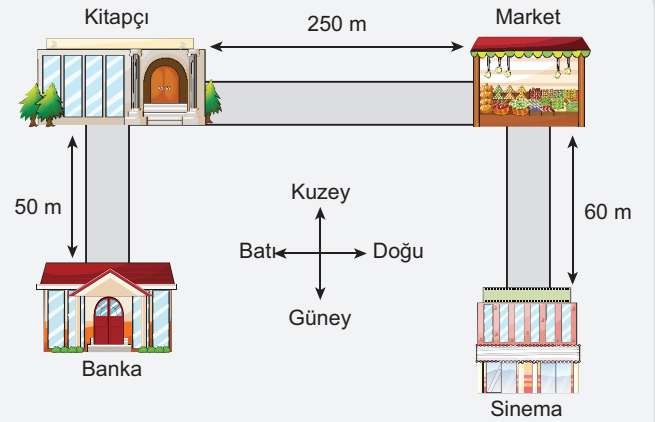 Kitapçı
250 m
Market
50 m
60 m
Kuzey
Batı
Doğu
Güney
Banka
Sinema